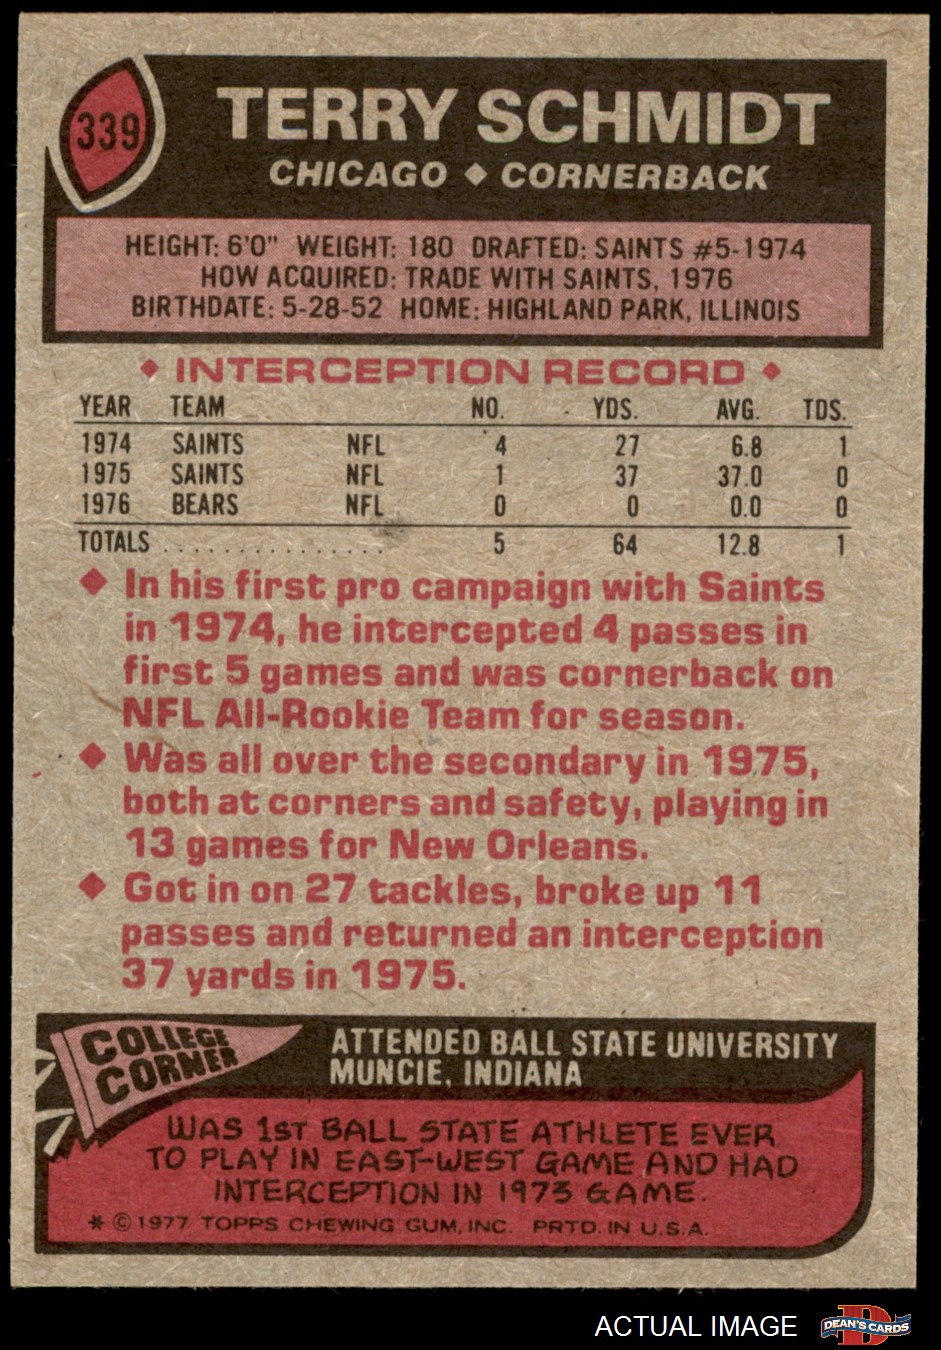 339
TERRY SCHMIDT
CHICAGO ◆ CORNERBACK
HEIGHT: 6'0" WEIGHT: 180 DRAFTED: SAINTS #5-1974
HOW ACQUIRED: TRADE WITH SAINTS, 1976
BIRTHDATE: 5-28-52 HOME: HIGHLAND PARK, ILLINOIS
◆ INTERCEPTION RECORD ◆
YEAR TEAM NO. YDS. AVG. TDS.
1974 SAINTS NFL 4 27 6.8 1
1975 SAINTS NFL 1 37 37.0 0
1976 BEARS NFL 0 0 0.0 0
TOTALS . . . . . . . . . . . . . . . 5 64 12.8 1
◆ In his first pro campaign with Saints
in 1974, he intercepted 4 passes in
first 5 games and was cornerback on
NFL All-Rookie Team for season.
◆ Was all over the secondary in 1975,
both at corners and safety, playing in
13 games for New Orleans.
◆ Got in on 27 tackles, broke up 11
passes and returned an interception
37 yards in 1975.
COLLEGE
CORNER
ATTENDED BALL STATE UNIVERSITY
MUNCIE, INDIANA
WAS 1ST BALL STATE ATHLETE EVER
TO PLAY IN EAST-WEST GAME AND HAD
INTERCEPTION IN 1973 GAME.
* © 1977 TOPPS CHEWING GUM, INC. PRTD. IN U.S.A.
ACTUAL IMAGE
D
DEAN'S CARDS